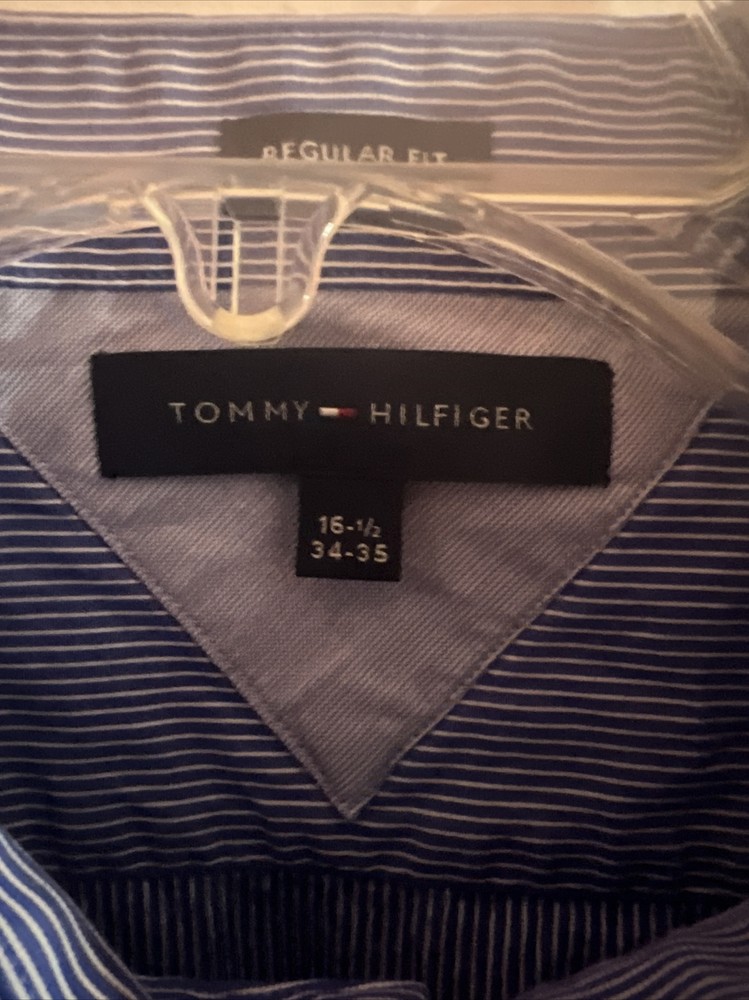 REGULAR FIT
TOMMY HILFIGER
16-½
34-35